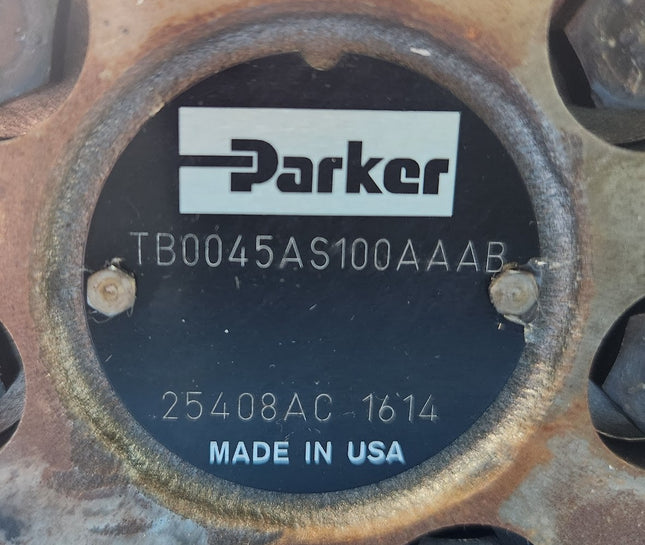 Parker
TB0045AS100AAAB
25408AC 1614
MADE IN USA